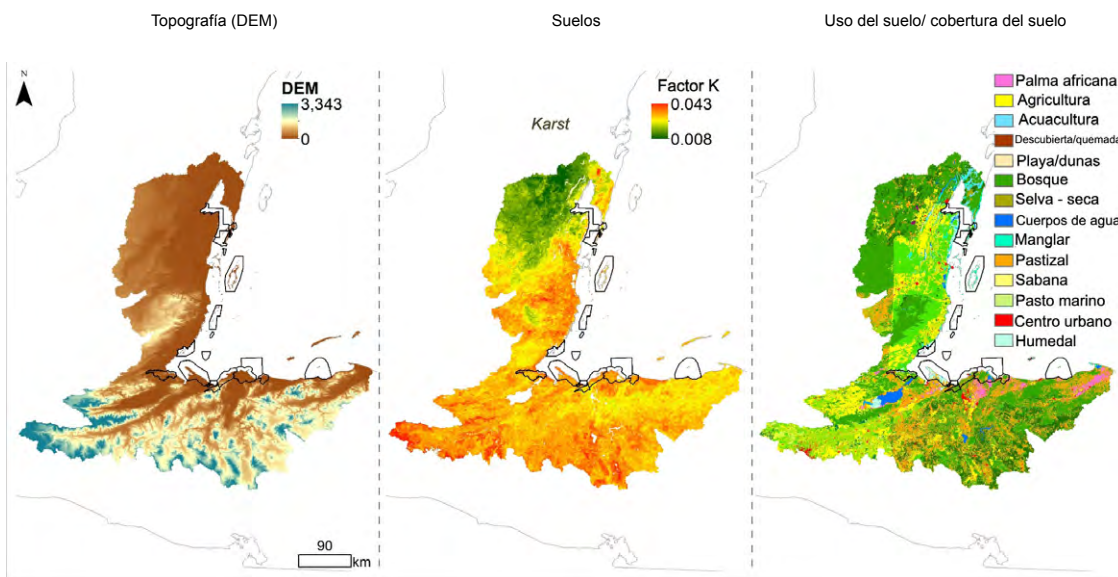 Topografía (DEM)
Suelos
Uso del suelo/ cobertura del suelo
N
DEM
3,343
0
90
km
Karst
Factor K
0.043
0.008
Palma africana
Agricultura
Acuacultura
Descubierta/quemada
Playa/dunas
Bosque
Selva - seca
Cuerpos de agua
Manglar
Pastizal
Sabana
Pasto marino
Centro urbano
Humedal